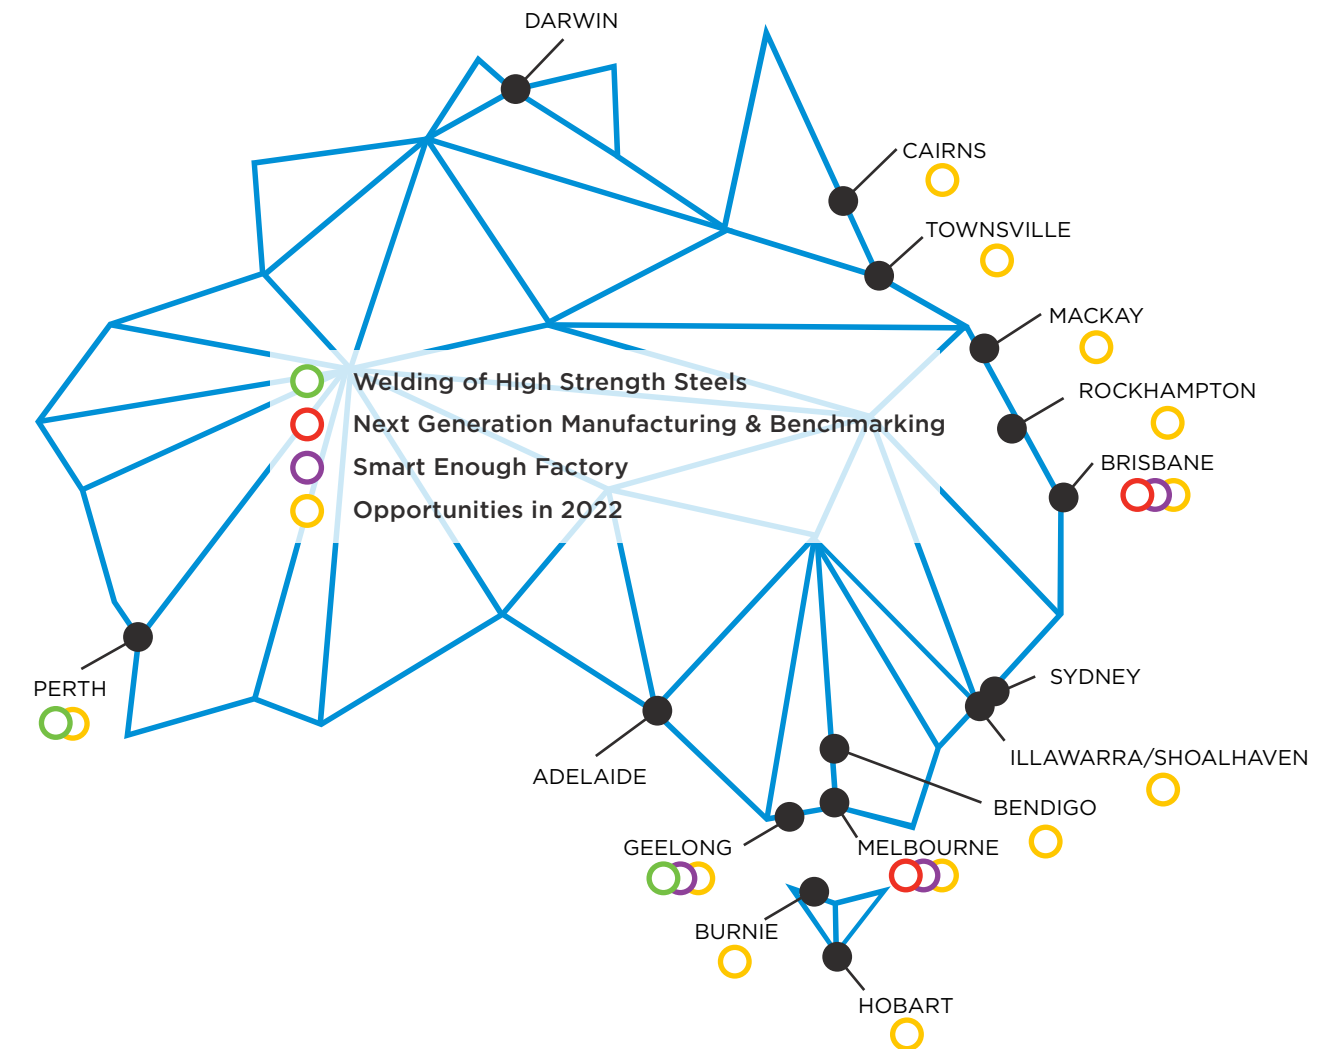 DARWIN
CAIRNS
TOWNSVILLE
MACKAY
Welding of High Strength Steels
ROCKHAMPTON
Next Generation Manufacturing & Benchmarking
BRISBANE
Smart Enough Factory
Opportunities in 2022
SYDNEY
PERTH
ILLAWARRA/SHOALHAVEN
ADELAIDE
BENDIGO
GEELONG
MELBOURNE
BURNIE
HOBART